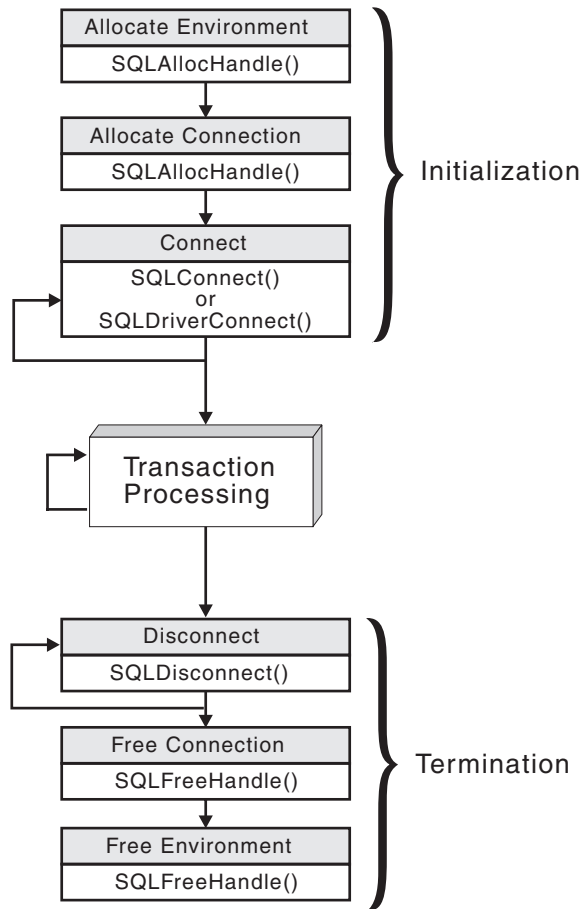 Allocate Environment
SQLAllocHandle()
Allocate Connection
SQLAllocHandle()
Initialization
Connect
SQLConnect()
or
SQLDriverConnect()
Transaction
Processing
Disconnect
SQLDisconnect()
Free Connection
Termination
SQLFreeHandle()
Free Environment
SQLFreeHandle()